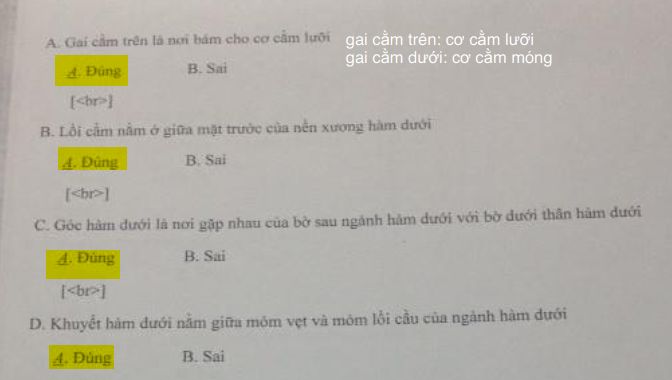 A. Gai cằm trên là nơi bám cho cơ cằm lưỡi
gai cằm trên: cơ cằm lưỡi
gai cằm dưới: cơ cằm móng
A. Đúng B. Sai
[<br>]
B. Lồi cằm nằm ở giữa mặt trước của nền xương hàm dưới
A. Đúng B. Sai
[<br>]
C. Góc hàm dưới là nơi gặp nhau của bờ sau ngành hàm dưới với bờ dưới thân hàm dưới
A. Đúng B. Sai
[<br>]
D. Khuyết hàm dưới nằm giữa mỏm vẹt và mỏm lồi cầu của ngành hàm dưới
A. Đúng B. Sai